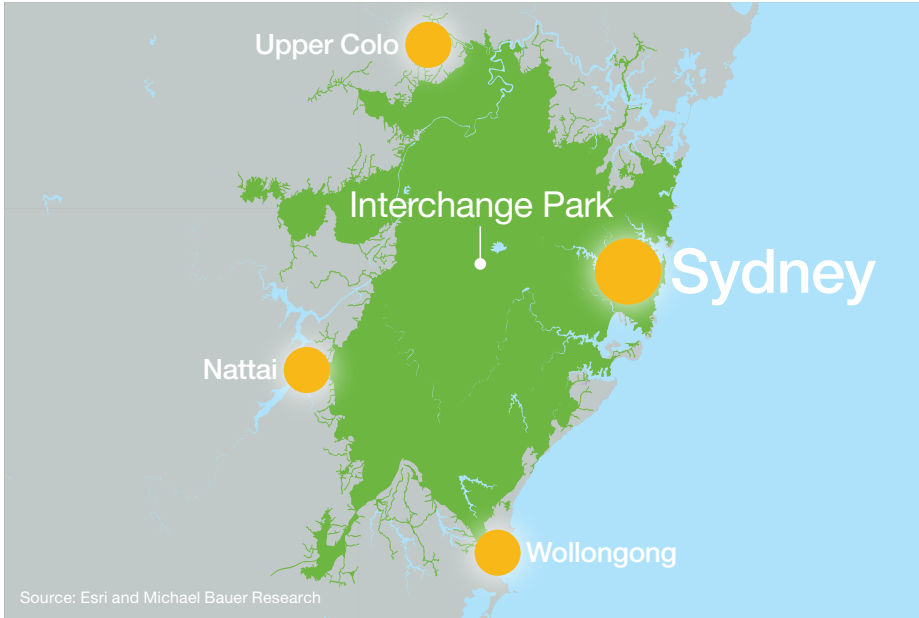 Upper Colo
Interchange Park
Sydney
Nattai
Wollongong
Source: Esri and Michael Bauer Research